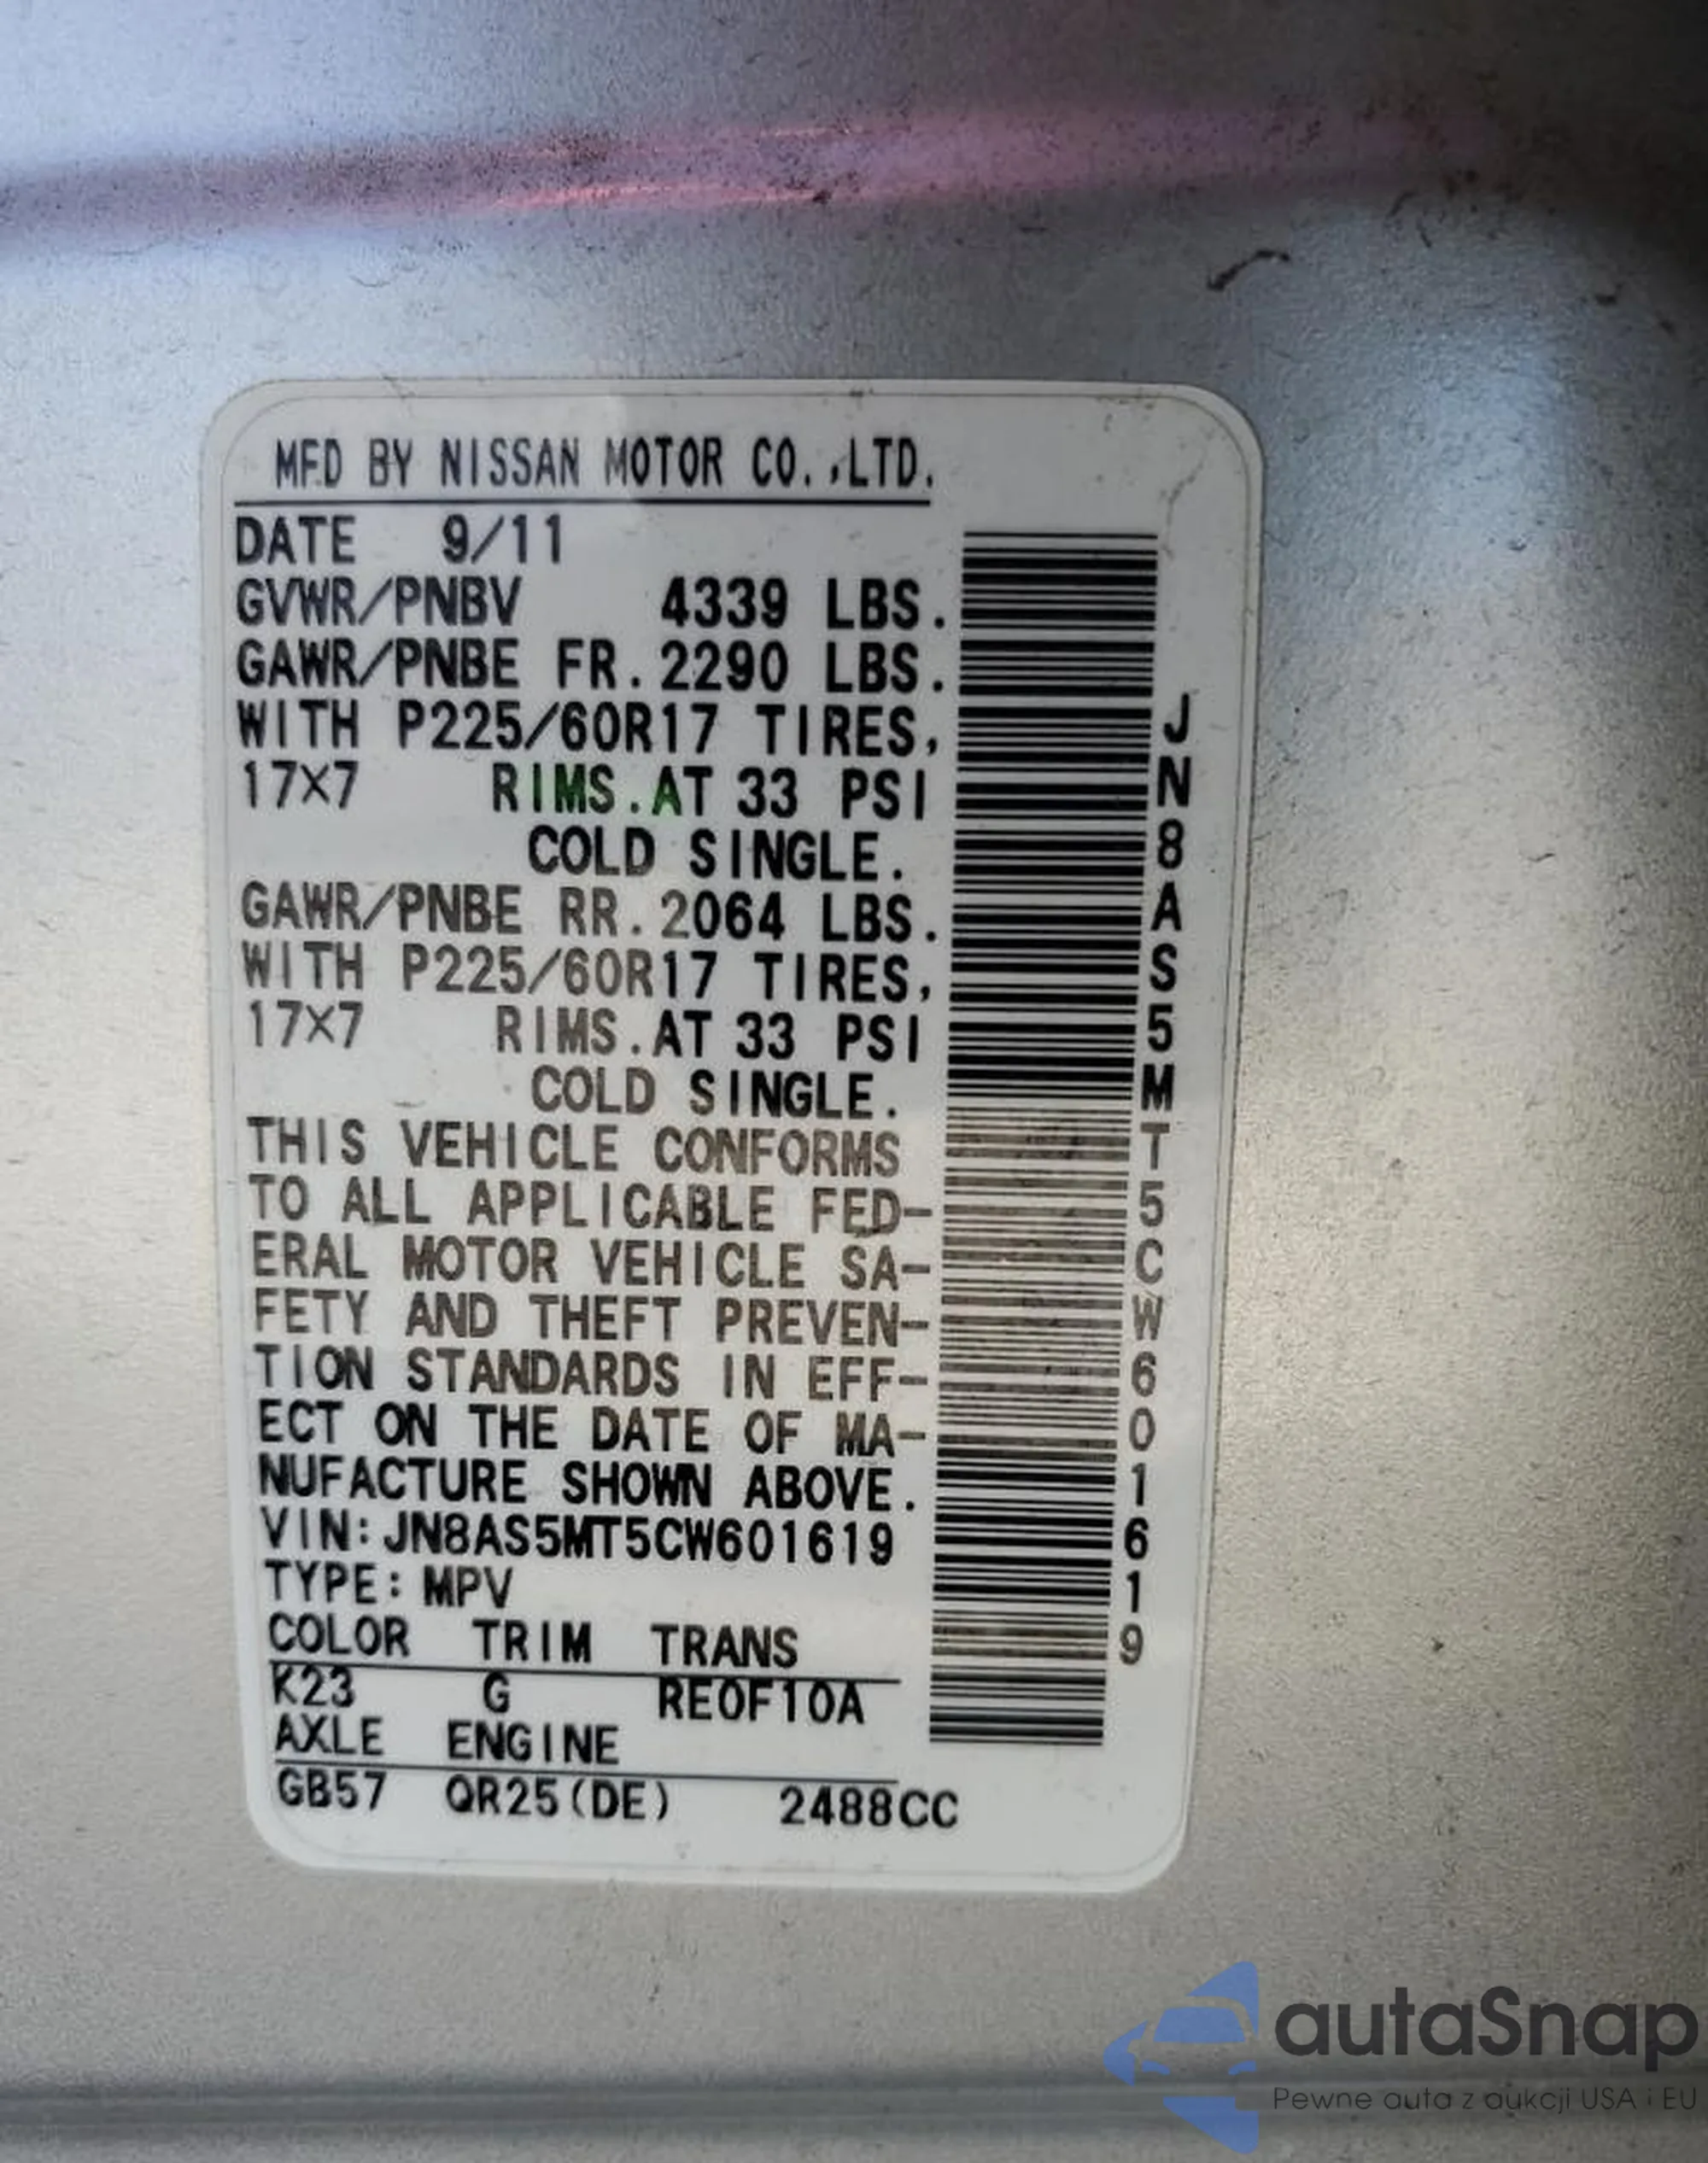 MFD BY NISSAN MOTOR CO.,LTD.
DATE 9/11
GVWR/PNBV 4339 LBS.
GAWR/PNBE FR. 2290 LBS.
WITH P225/60R17 TIRES,
17X7 RIMS. AT 33 PSI
COLD SINGLE.
GAWR/PNBE RR. 2064 LBS.
WITH P225/60R17 TIRES,
17X7 RIMS. AT 33 PSI
COLD SINGLE.
THIS VEHICLE CONFORMS
TO ALL APPLICABLE FED-
ERAL MOTOR VEHICLE SA-
FETY AND THEFT PREVEN-
TION STANDARDS IN EFF-
ECT ON THE DATE OF MA-
NUFACTURE SHOWN ABOVE.
VIN: JN8AS5MT5CW601619
TYPE: MPV
COLOR TRIM TRANS
K23 G RE0F10A
AXLE ENGINE
GB57 QR25(DE) 2488CC
JN8AS5MT5CW601619
autaSnap
Pewne auta z aukcji USA i EU